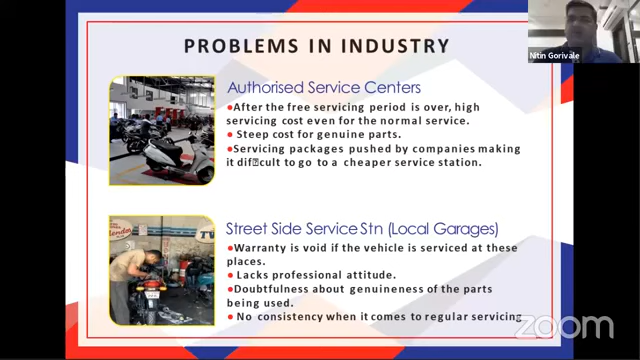 PROBLEMS IN INDUSTRY
Nitin Gorivale
Authorised Service Centers
●After the free servicing period is over, high
servicing cost even for the normal service.
● Steep cost for genuine parts.
●Servicing packages pushed by companies making
it dif⍰cult to go to a cheaper service station.
Street Side Service Stn (Local Garages)
●Warranty is void if the vehicle is serviced at these
places.
● Lacks professional attitude.
●Doubtfulness about genuineness of the parts
being used.
● No consistency when it comes to regular servicing
zoom